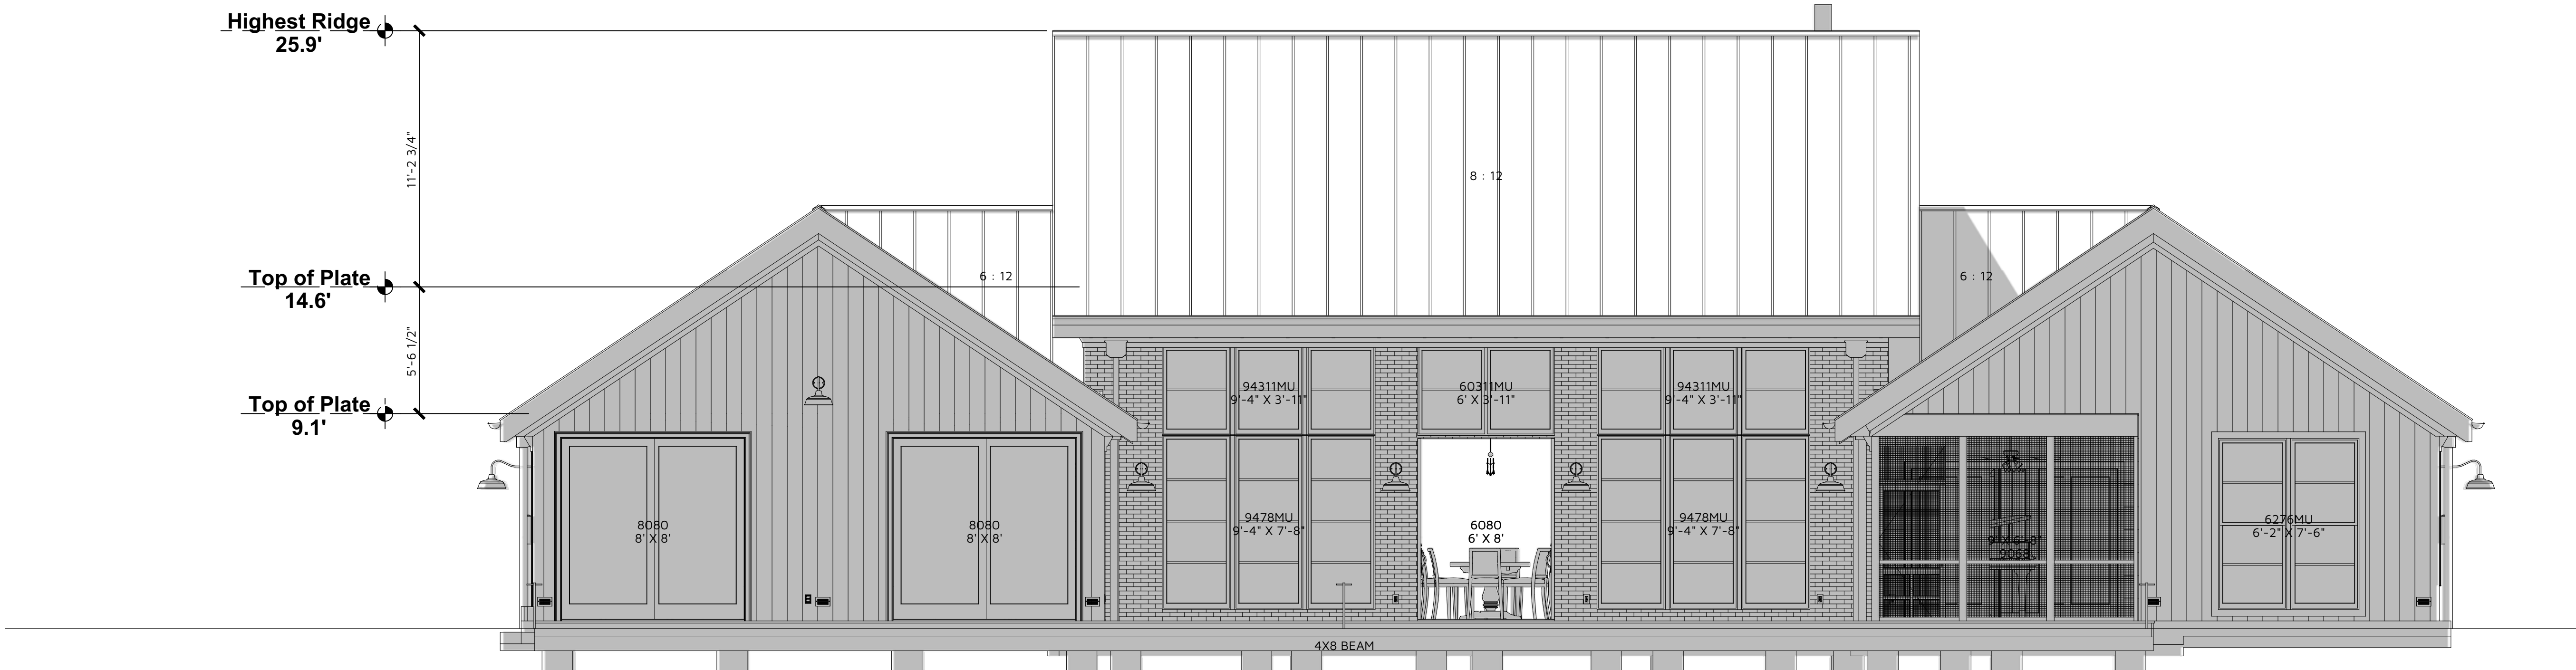 Highest Ridge
25.9'
11'-2 3/4"
8 : 12
6 : 12
6 : 12
Top of Plate
14.6'
5'-6 1/2"
Top of Plate
9.1'
94311MU
9'-4" X 3'-11"
60311MU
6' X 3'-11"
94311MU
9'-4" X 3'-11"
8080
8' X 8'
8080
8' X 8'
9478MU
9'-4" X 7'-8"
6080
6' X 8'
9478MU
9'-4" X 7'-8"
9' X 6'-8"
9068
6276MU
6'-2" X 7'-6"
4X8 BEAM